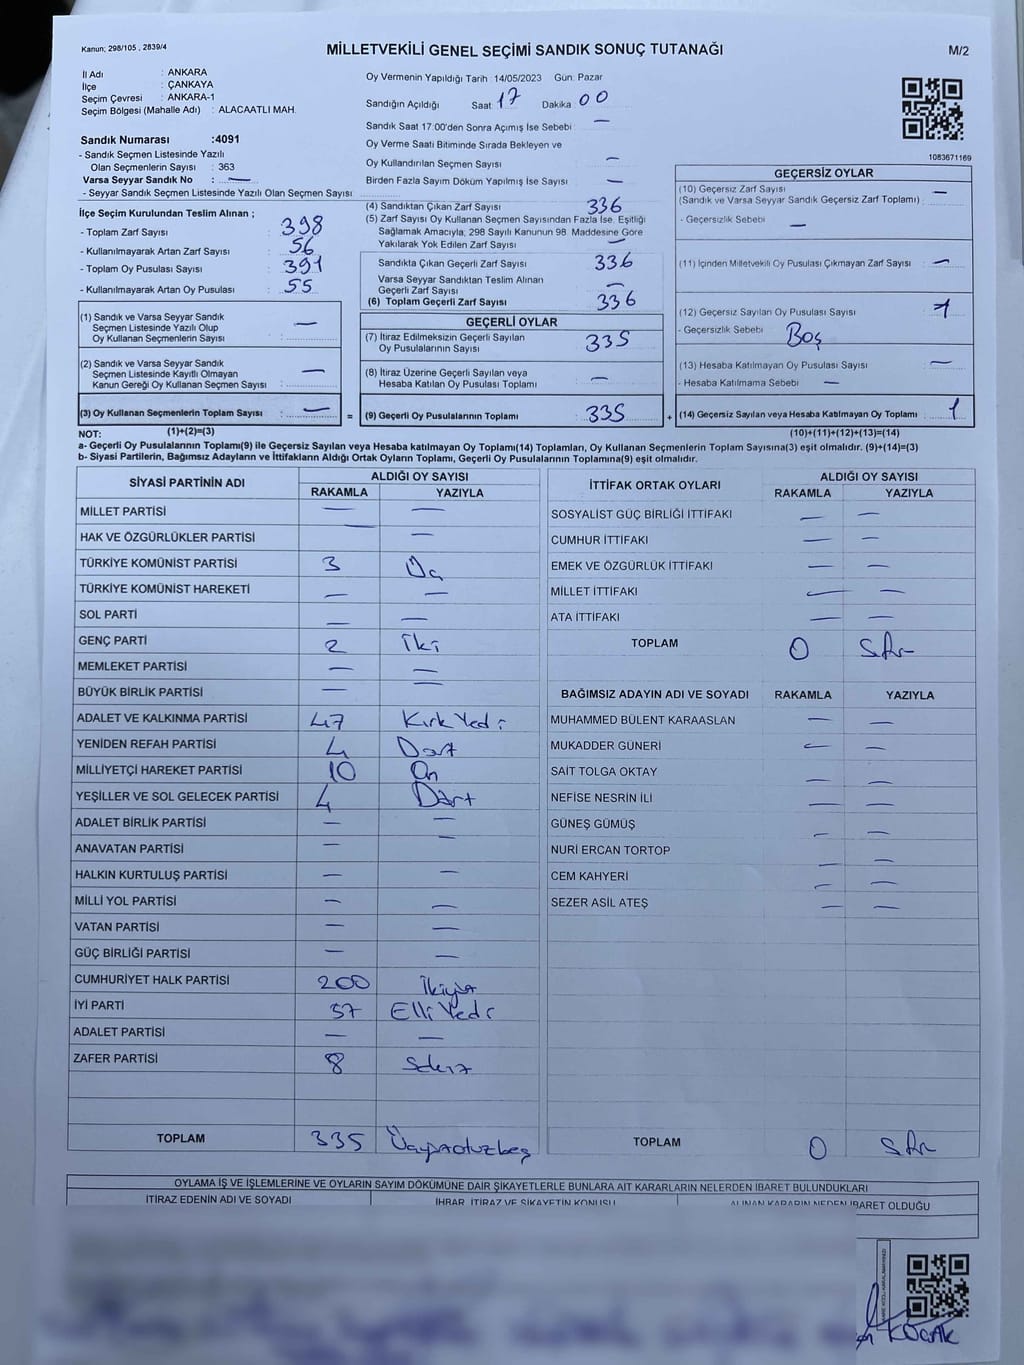 Kanun; 298/105 , 2839/4
MİLLETVEKİLİ GENEL SEÇİMİ SANDIK SONUÇ TUTANAĞI
M/2
İl Adı : ANKARA
İlçe : ÇANKAYA
Seçim Çevresi : ANKARA-1
Seçim Bölgesi (Mahalle Adı) : ALACAATLI MAH.
Sandık Numarası :4091
- Sandık Seçmen Listesinde Yazılı
Olan Seçmenlerin Sayısı : 363
Varsa Seyyar Sandık No : —
- Seyyar Sandık Seçmen Listesinde Yazılı Olan Seçmen Sayısı
İlçe Seçim Kurulundan Teslim Alınan ;
- Toplam Zarf Sayısı : 398
- Kullanılmayarak Artan Zarf Sayısı : 56
- Toplam Oy Pusulası Sayısı : 391
- Kullanılmayarak Artan Oy Pusulası : 55
Oy Vermenin Yapıldığı Tarih 14/05/2023 Gün: Pazar
Sandığın Açıldığı Saat 17 Dakika 00
Sandık Saat 17:00'den Sonra Açımış İse Sebebi : —
Oy Verme Saati Bitiminde Sırada Bekleyen ve
Oy Kullandırılan Seçmen Sayısı : —
Birden Fazla Sayım Döküm Yapılmış İse Sayısı : —
(4) Sandıktan Çıkan Zarf Sayısı : 336
(5) Zarf Sayısı Oy Kullanan Seçmen Sayısından Fazla İse, Eşitliği
Sağlamak Amacıyla; 298 Sayılı Kanunun 98. Maddesine Göre
Yakılarak Yok Edilen Zarf Sayısı : —
Sandıkta Çıkan Geçerli Zarf Sayısı : 336
Varsa Seyyar Sandıktan Teslim Alınan
Geçerli Zarf Sayısı : —
(6) Toplam Geçerli Zarf Sayısı : 336
1083671169
GEÇERSİZ OYLAR
(10) Geçersiz Zarf Sayısı : —
(Sandık ve Varsa Seyyar Sandık Geçersiz Zarf Toplamı)
- Geçersizlik Sebebi : —
(11) İçinden Milletvekili Oy Pusulası Çıkmayan Zarf Sayısı : —
(12) Geçersiz Sayılan Oy Pusulası Sayısı : 1
- Geçersizlik Sebebi : Boş
(13) Hesaba Katılmayan Oy Pusulası Sayısı : —
- Hesaba Katılmama Sebebi : —
(14) Geçersiz Sayılan veya Hesaba Katılmayan Oy Toplamı : 1
(1) Sandık ve Varsa Seyyar Sandık
Seçmen Listesinde Yazılı Olup
Oy Kullanan Seçmenlerin Sayısı : —
(2) Sandık ve Varsa Seyyar Sandık
Seçmen Listesinde Kayıtlı Olmayan
Kanun Gereği Oy Kullanan Seçmen Sayısı : —
(3) Oy Kullanan Seçmenlerin Toplam Sayısı : — =
GEÇERLİ OYLAR
(7) İtiraz Edilmeksizin Geçerli Sayılan
Oy Pusulalarının Sayısı : 335
(8) İtiraz Üzerine Geçerli Sayılan veya
Hesaba Katılan Oy Pusulası Toplamı : —
(9) Geçerli Oy Pusulalarının Toplamı : 335 +
NOT: (1)+(2)=(3) (10)+(11)+(12)+(13)=(14)
a- Geçerli Oy Pusulalarının Toplamı(9) ile Geçersiz Sayılan veya Hesaba katılmayan Oy Toplamı(14) Toplamları, Oy Kullanan Seçmenlerin Toplam Sayısına(3) eşit olmalıdır. (9)+(14)=(3)
b- Siyasi Partilerin, Bağımsız Adayların ve İttifakların Aldığı Ortak Oyların Toplamı, Geçerli Oy Pusulalarının Toplamına(9) eşit olmalıdır.
SİYASİ PARTİNİN ADI ALDIĞI OY SAYISI
RAKAMLA YAZIYLA
MİLLET PARTİSİ — —
HAK VE ÖZGÜRLÜKLER PARTİSİ — —
TÜRKİYE KOMÜNİST PARTİSİ 3 Üç
TÜRKİYE KOMÜNİST HAREKETİ — —
SOL PARTİ — —
GENÇ PARTİ 2 İki
MEMLEKET PARTİSİ — —
BÜYÜK BİRLİK PARTİSİ — —
ADALET VE KALKINMA PARTİSİ 47 Kırk Yedi
YENİDEN REFAH PARTİSİ 4 Dört
MİLLİYETÇİ HAREKET PARTİSİ 10 On
YEŞİLLER VE SOL GELECEK PARTİSİ 4 Dört
ADALET BİRLİK PARTİSİ — —
ANAVATAN PARTİSİ — —
HALKIN KURTULUŞ PARTİSİ — —
MİLLİ YOL PARTİSİ — —
VATAN PARTİSİ — —
GÜÇ BİRLİĞİ PARTİSİ — —
CUMHURİYET HALK PARTİSİ 200 İkiyüz
İYİ PARTİ 57 Elli Yedi
ADALET PARTİSİ — —
ZAFER PARTİSİ 8 Sekiz
TOPLAM 335 Üçyüzotuzbeş
İTTİFAK ORTAK OYLARI ALDIĞI OY SAYISI
RAKAMLA YAZIYLA
SOSYALİST GÜÇ BİRLİĞİ İTTİFAKI — —
CUMHUR İTTİFAKI — —
EMEK VE ÖZGÜRLÜK İTTİFAKI — —
MİLLET İTTİFAKI — —
ATA İTTİFAKI — —
TOPLAM 0 Sıfır
BAĞIMSIZ ADAYIN ADI VE SOYADI RAKAMLA YAZIYLA
MUHAMMED BÜLENT KARAASLAN — —
MUKADDER GÜNERİ — —
SAİT TOLGA OKTAY — —
NEFİSE NESRİN İLİ — —
GÜNEŞ GÜMÜŞ — —
NURİ ERCAN TORTOP — —
CEM KAHYERİ — —
SEZER ASİL ATEŞ — —
TOPLAM 0 Sıfır
OYLAMA İŞ VE İŞLEMLERİNE VE OYLARIN SAYIM DÖKÜMÜNE DAİR ŞİKAYETLERLE BUNLARA AİT KARARLARIN NELERDEN İBARET BULUNDUKLARI
İTİRAZ EDENİN ADI VE SOYADI
İHBAR, İTİRAZ VE ŞİKAYETİN KONUSU
ALINAN KARARIN NEDEN İBARET OLDUĞU